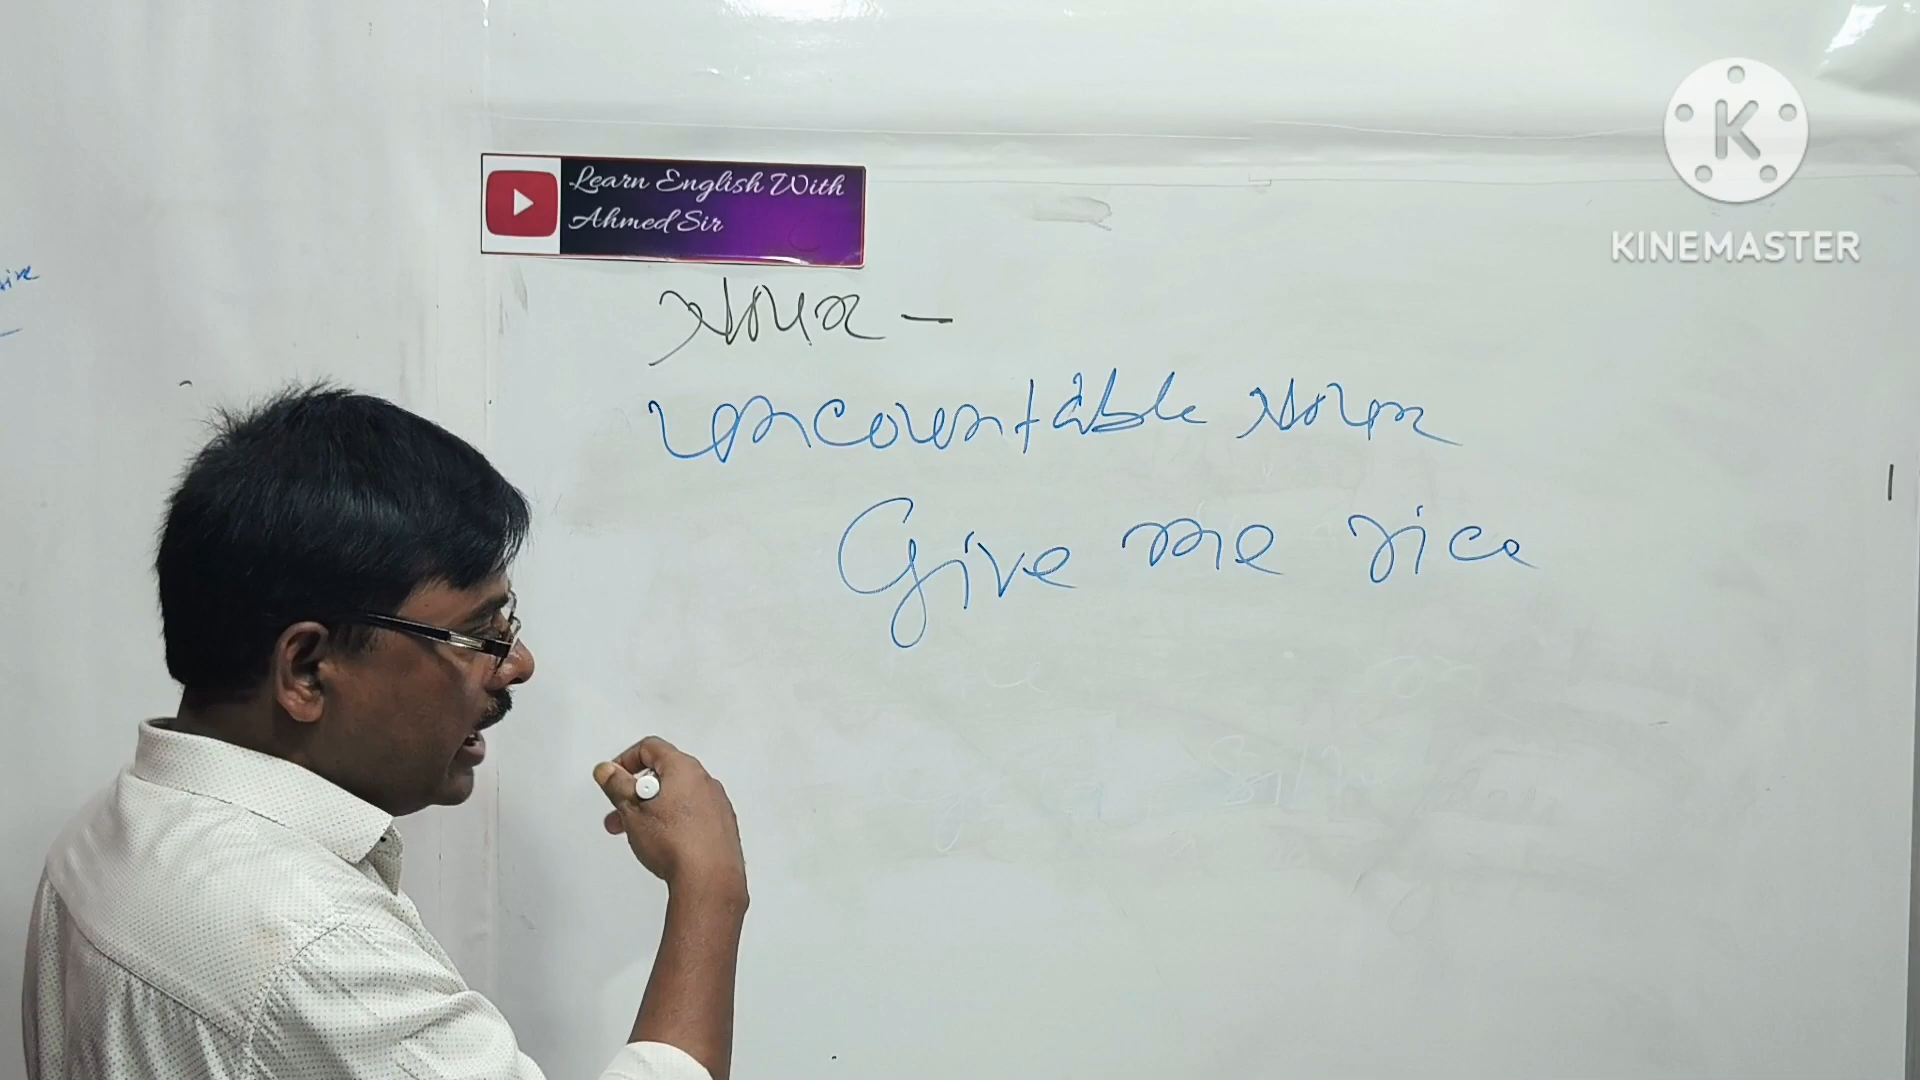 Learn English With
Ahmed Sir
KINEMASTER
Noun -
uncountable Noun
Give me rice